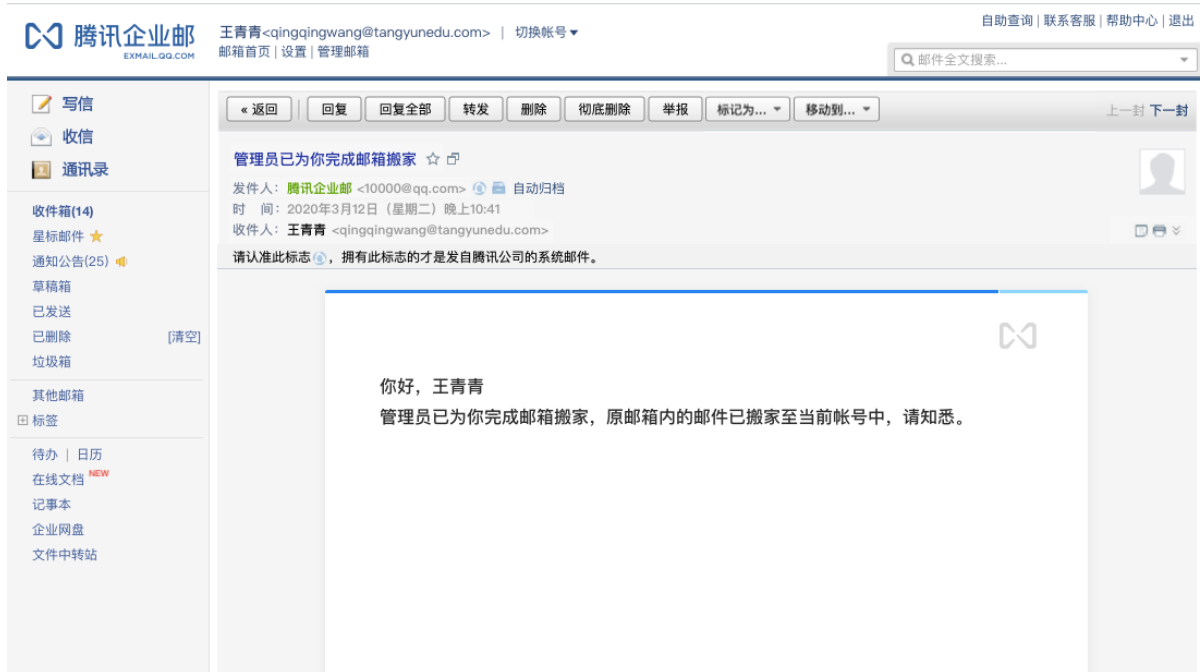 腾讯企业邮
EXMAIL.QQ.COM
王青青<qingqingwang@tangyunedu.com> | 切换帐号
邮箱首页 | 设置 | 管理邮箱
自助查询 | 联系客服 | 帮助中心 | 退出
邮件全文搜索...
写信
收信
通讯录
收件箱(14)
星标邮件
通知公告(25)
草稿箱
已发送
已删除 [清空]
垃圾箱
其他邮箱
标签
待办 | 日历
在线文档 NEW
记事本
企业网盘
文件中转站
« 返回 回复 回复全部 转发 删除 彻底删除 举报 标记为... 移动到... 上一封 下一封
管理员已为你完成邮箱搬家
发件人：腾讯企业邮 <10000@qq.com> 自动归档
时 间：2020年3月12日（星期二）晚上10:41
收件人：王青青 <qingqingwang@tangyunedu.com>
请认准此标志，拥有此标志的才是发自腾讯公司的系统邮件。
你好，王青青
管理员已为你完成邮箱搬家，原邮箱内的邮件已搬家至当前帐号中，请知悉。